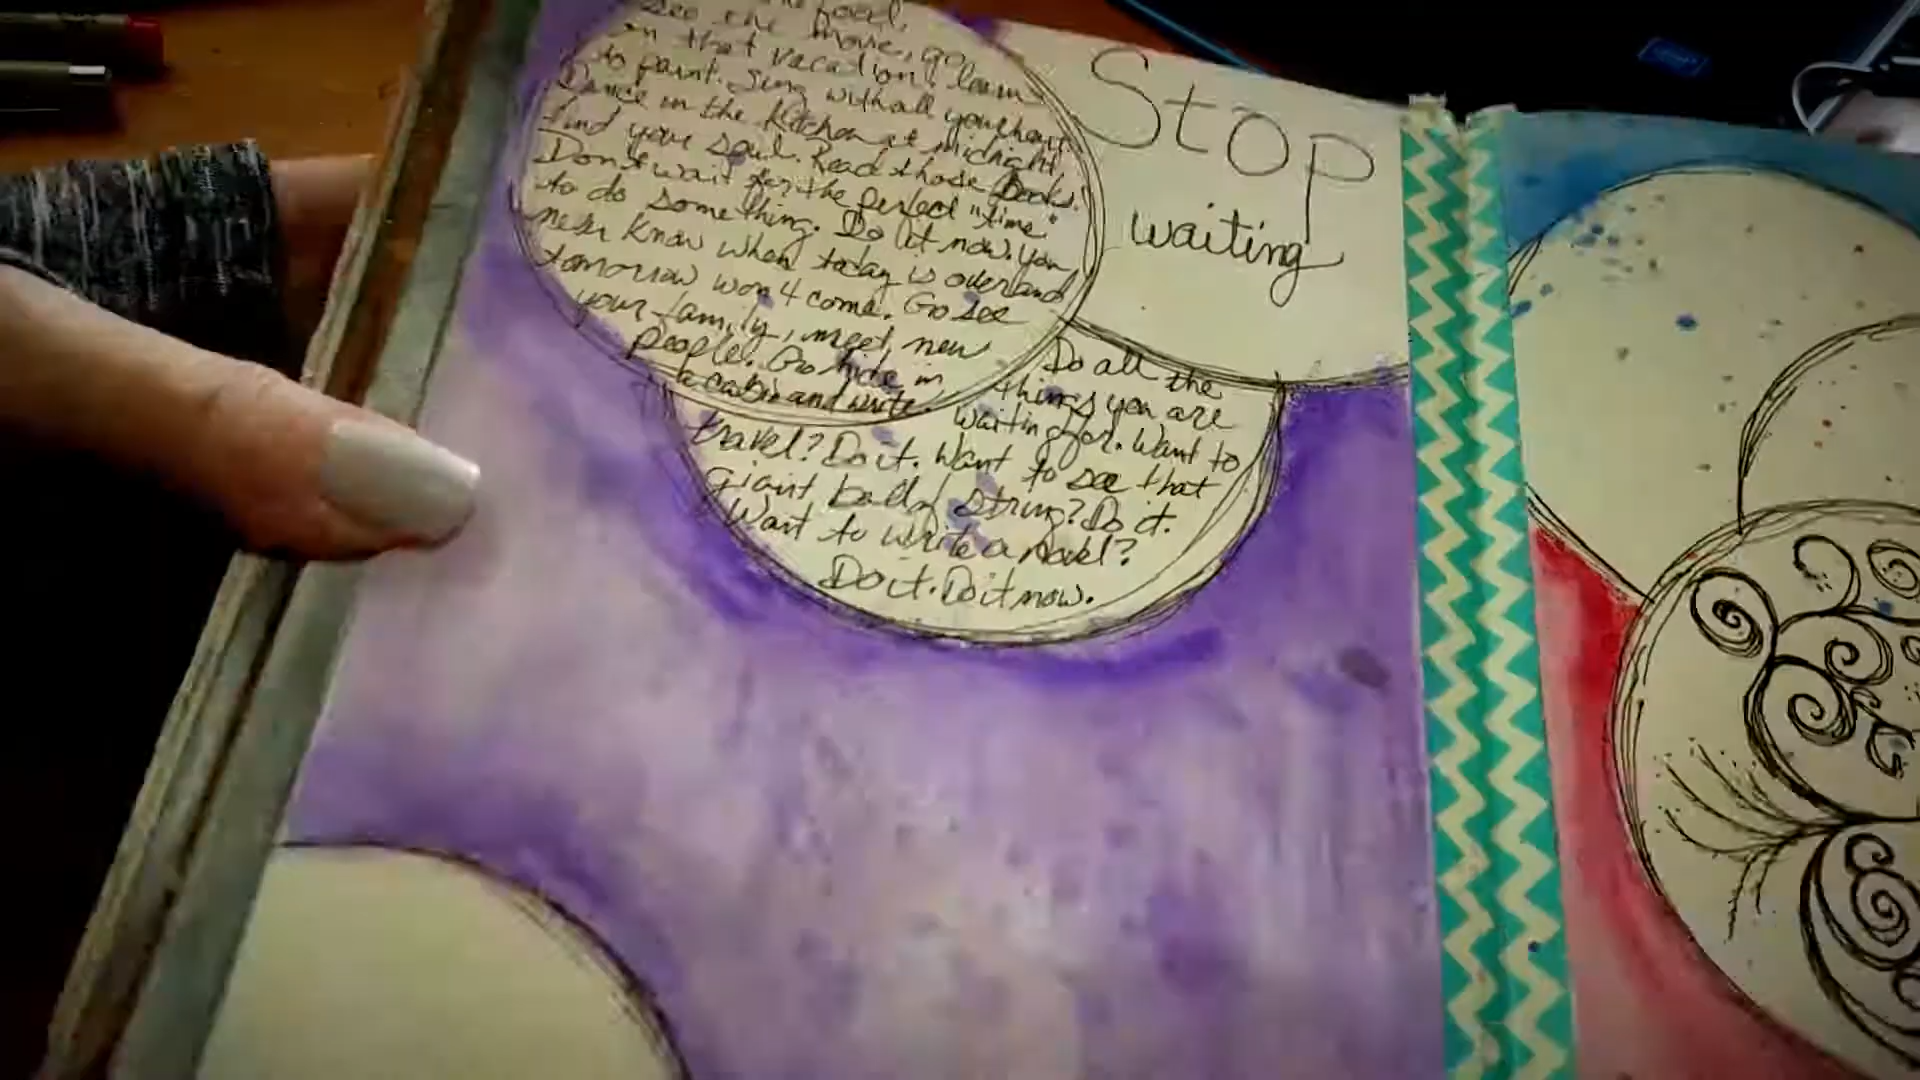 the food,
see the movie, go
on that vacation! learn
to paint. Sing with all your heart.
Dance in the kitchen at midnight
find your soul. Read those books.
Don't wait for the perfect "time"
to do something. Do it now. you
never know when today is over and
tomorrow won't come. Go see
your family, meet new
people. Go hide in
a cabin and write.
Stop
waiting
Do all the
things you are
waiting for. Want to
travel? Do it. Want to see that
giant ball of string? Do it.
Want to write a novel?
Do it. Do it now.